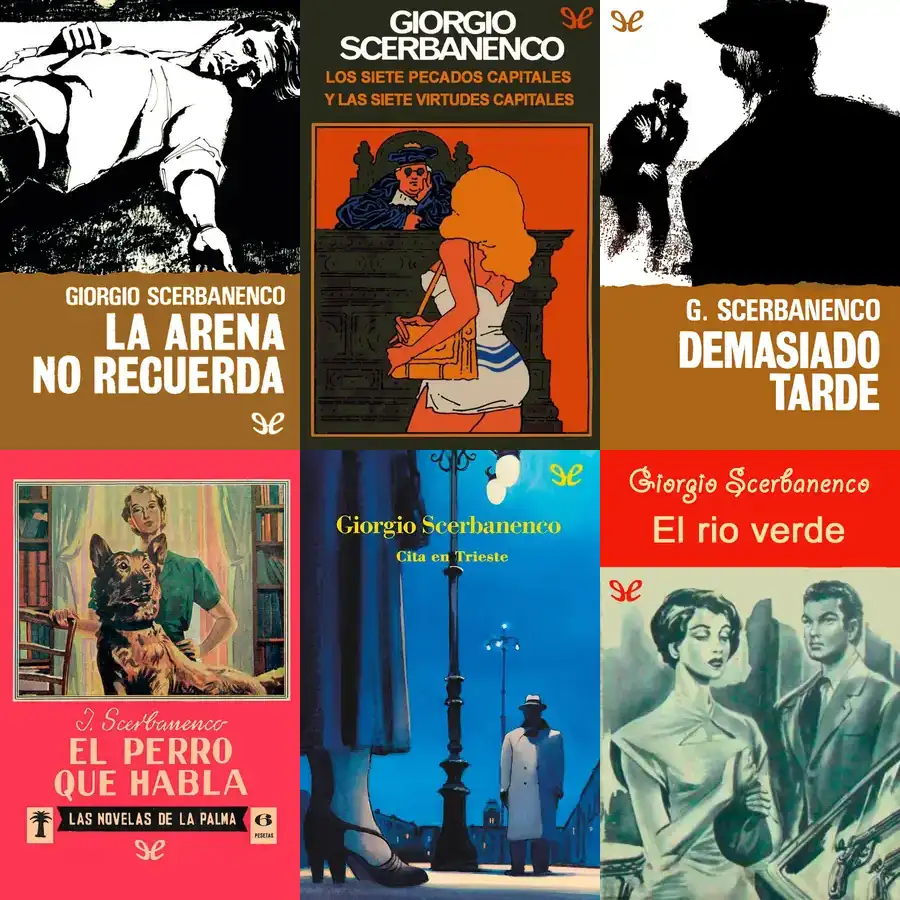 GIORGIO SCERBANENCO
LA ARENA
NO RECUERDA
GIORGIO
SCERBANENCO
LOS SIETE PECADOS CAPITALES
Y LAS SIETE VIRTUDES CAPITALES
G. SCERBANENCO
DEMASIADO
TARDE
J. Scerbanenco
EL PERRO
QUE HABLA
LAS NOVELAS DE LA PALMA
6
PESETAS
Giorgio Scerbanenco
Cita en Trieste
Giorgio Scerbanenco
El rio verde